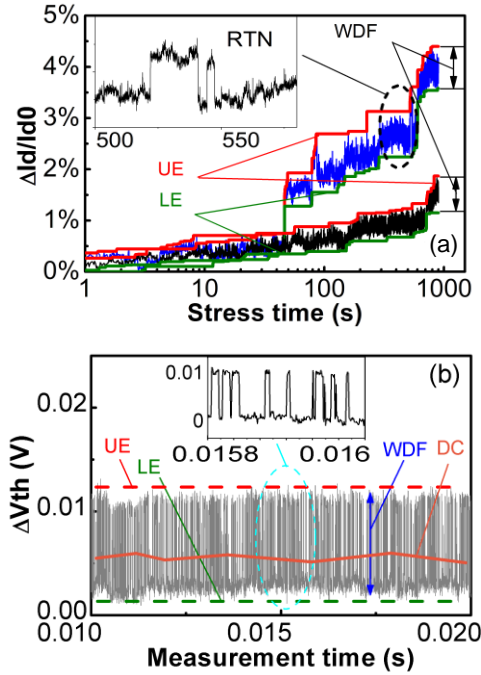 5%
4%
3%
2%
1%
0%
ΔId/Id0
RTN
500
550
WDF
UE
LE
(a)
1
10
100
1000
Stress time (s)
(b)
0.02
0.01
0.00
ΔVth (V)
0.01
0
0.0158
0.016
UE
LE
WDF
DC
0.010
0.015
0.020
Measurement time (s)